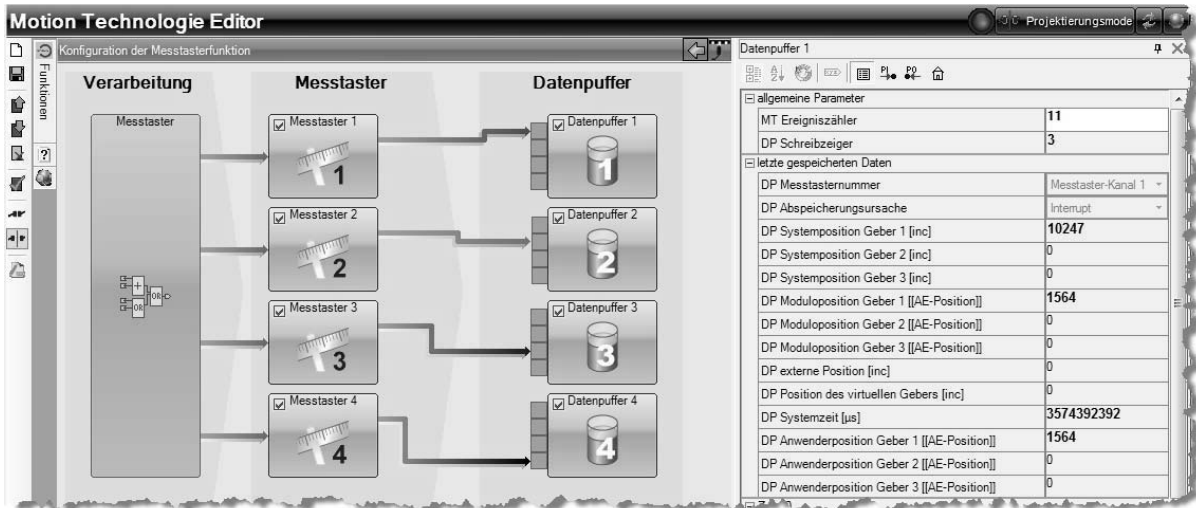 Motion Technologie Editor
Projektierungsmode
Konfiguration der Messtasterfunktion
Funktionen
Verarbeitung
Messtaster
Datenpuffer
Messtaster
+
OR
OR
Messtaster 1
1
Messtaster 2
2
Messtaster 3
3
Messtaster 4
4
Datenpuffer 1
1
Datenpuffer 2
2
Datenpuffer 3
3
Datenpuffer 4
4
Datenpuffer 1
allgemeine Parameter
MT Ereigniszähler 11
DP Schreibzeiger 3
letzte gespeicherten Daten
DP Messtasternummer Messtaster-Kanal 1
DP Abspeicherungsursache Interrupt
DP Systemposition Geber 1 [inc] 10247
DP Systemposition Geber 2 [inc] 0
DP Systemposition Geber 3 [inc] 0
DP Moduloposition Geber 1 [[AE-Position]] 1564
DP Moduloposition Geber 2 [[AE-Position]] 0
DP Moduloposition Geber 3 [[AE-Position]] 0
DP externe Position [inc] 0
DP Position des virtuellen Gebers [inc] 0
DP Systemzeit [µs] 3574392392
DP Anwenderposition Geber 1 [[AE-Position]] 1564
DP Anwenderposition Geber 2 [[AE-Position]] 0
DP Anwenderposition Geber 3 [[AE-Position]] 0